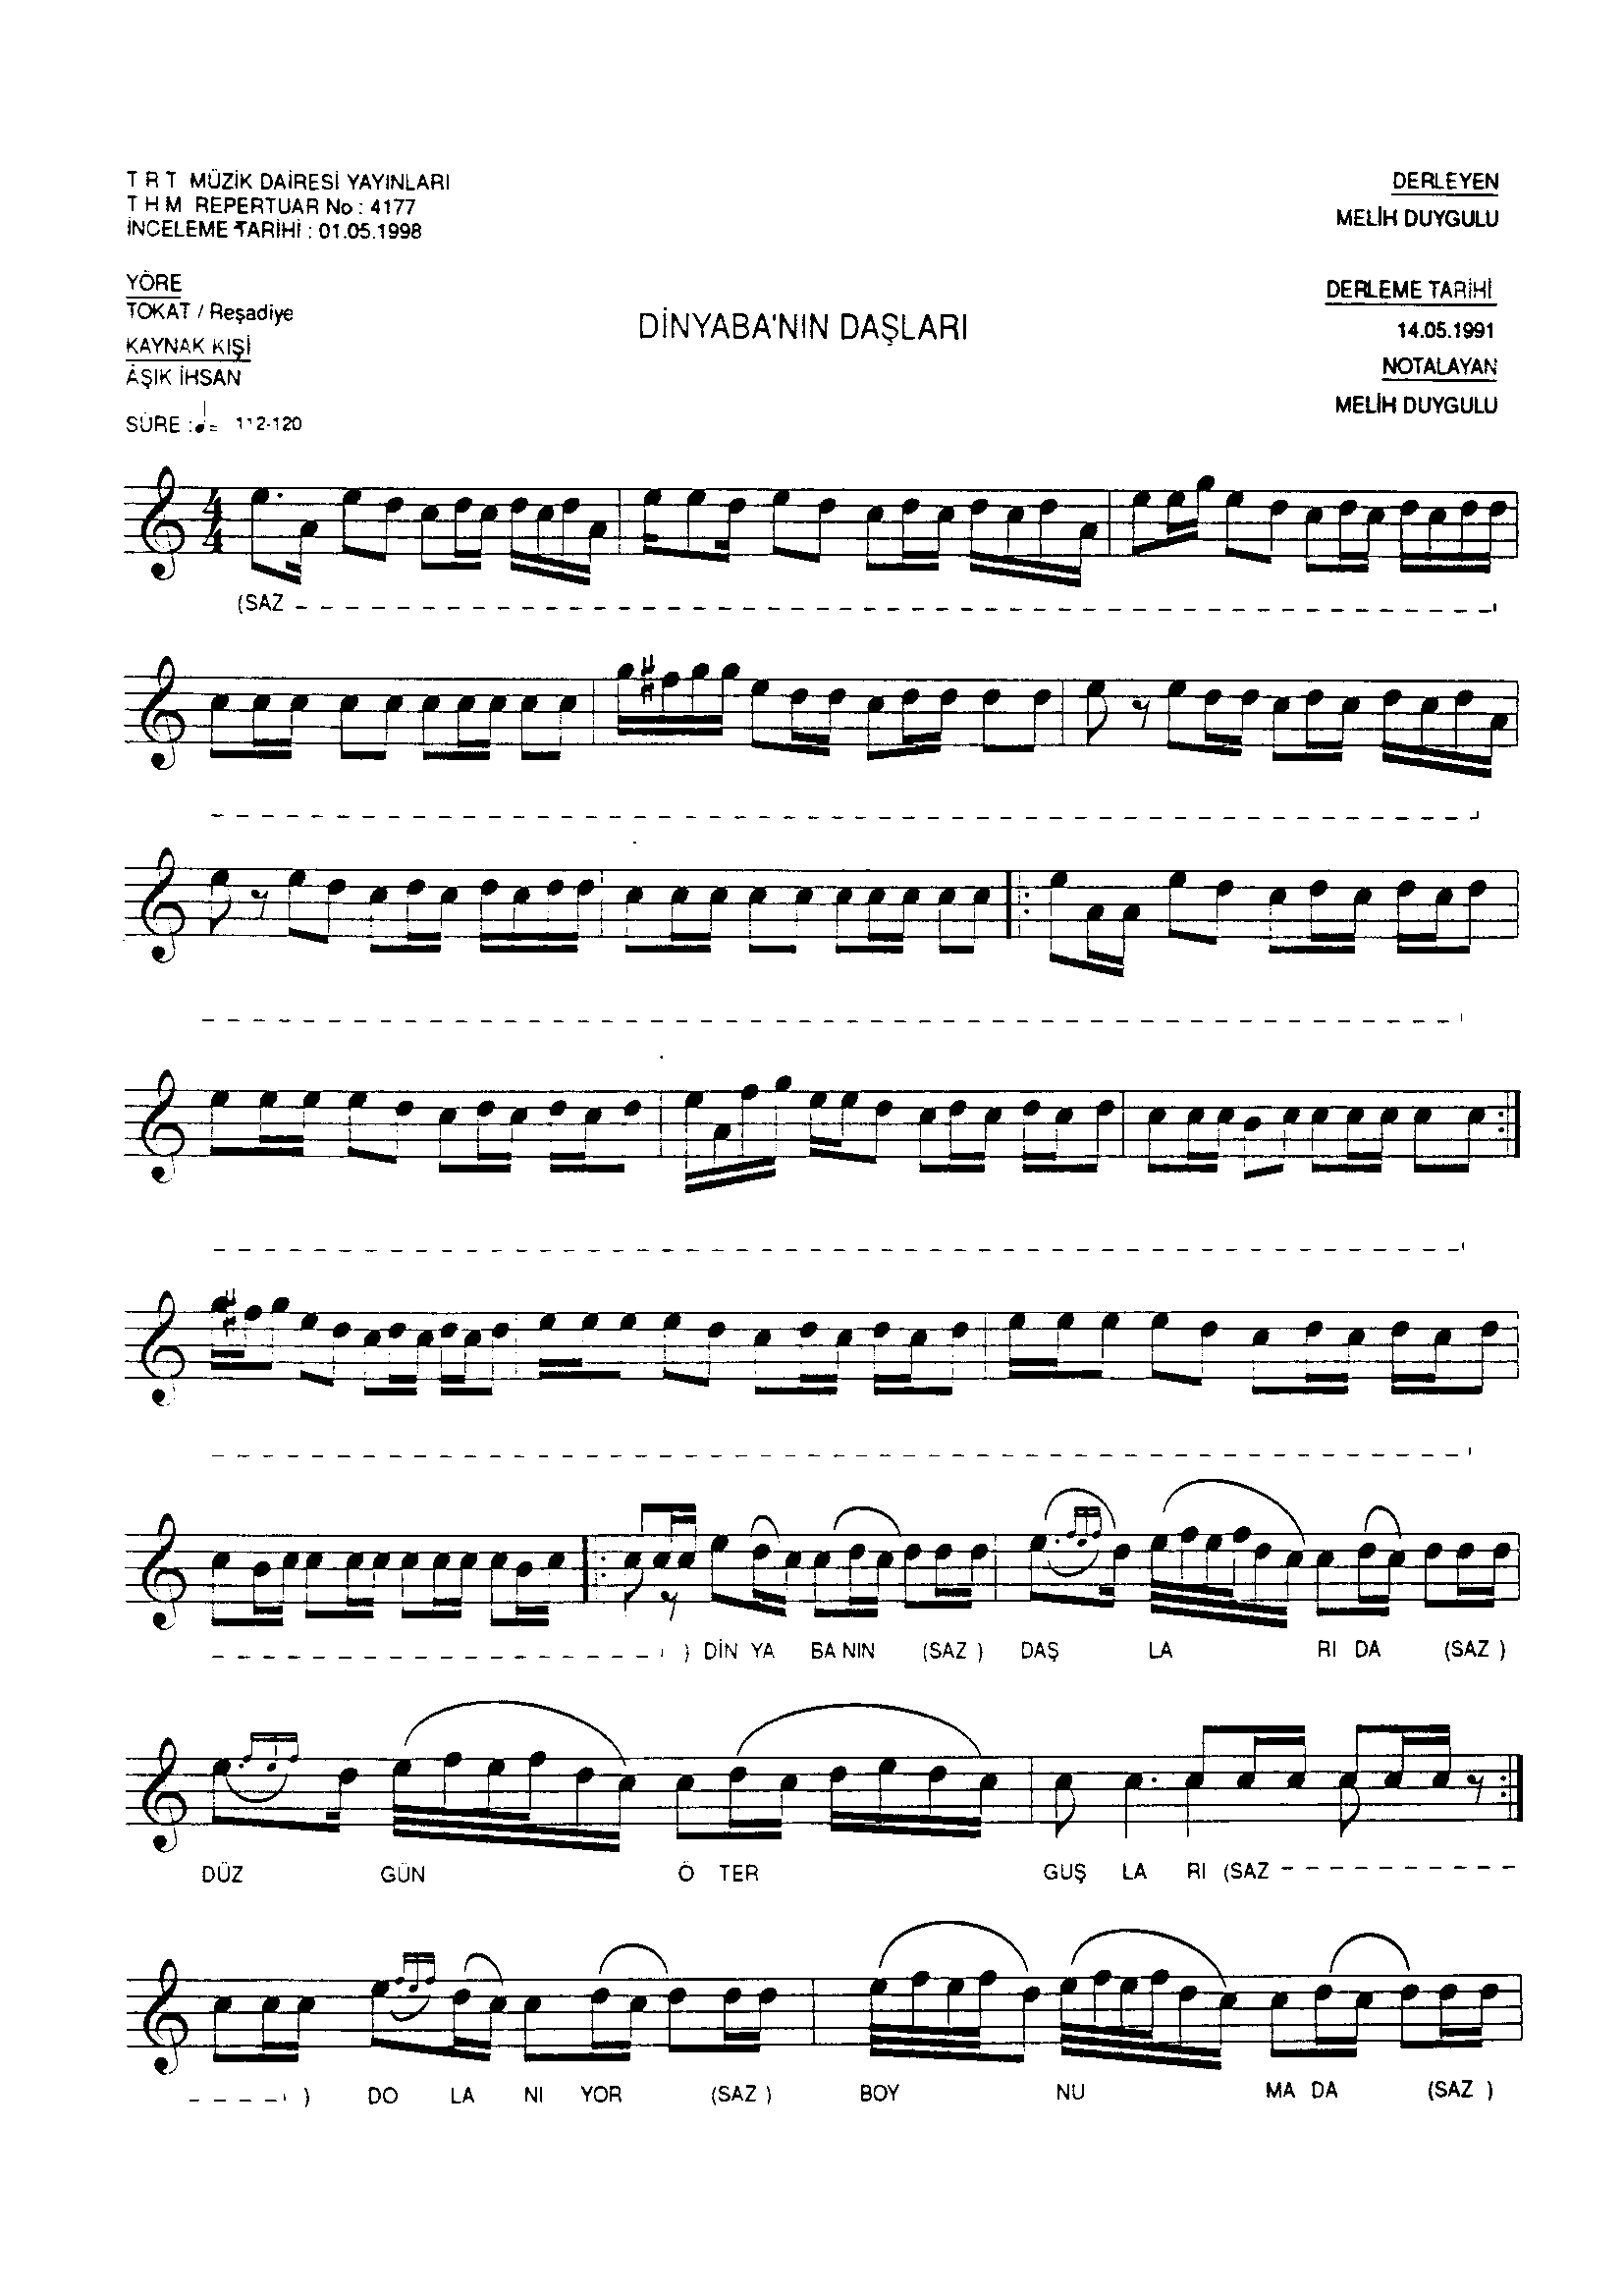 T R T MÜZİK DAİRESİ YAYINLARI
T H M REPERTUAR No : 4177
İNCELEME TARİHİ : 01.05.1998
DERLEYEN
MELİH DUYGULU
YÖRE
TOKAT / Reşadiye
KAYNAK KIŞİ
ÂŞIK İHSAN
SÜRE : ♩= 112-120
DİNYABA'NIN DAŞLARI
DERLEME TARİHİ
14.05.1991
NOTALAYAN
MELİH DUYGULU
4
4
(SAZ
) DİN YA BA NIN (SAZ ) DAŞ LA RI DA (SAZ )
DÜZ GÜN Ö TER GUŞ LA RI (SAZ
) DO LA NI YOR (SAZ ) BOY NU MA DA (SAZ )